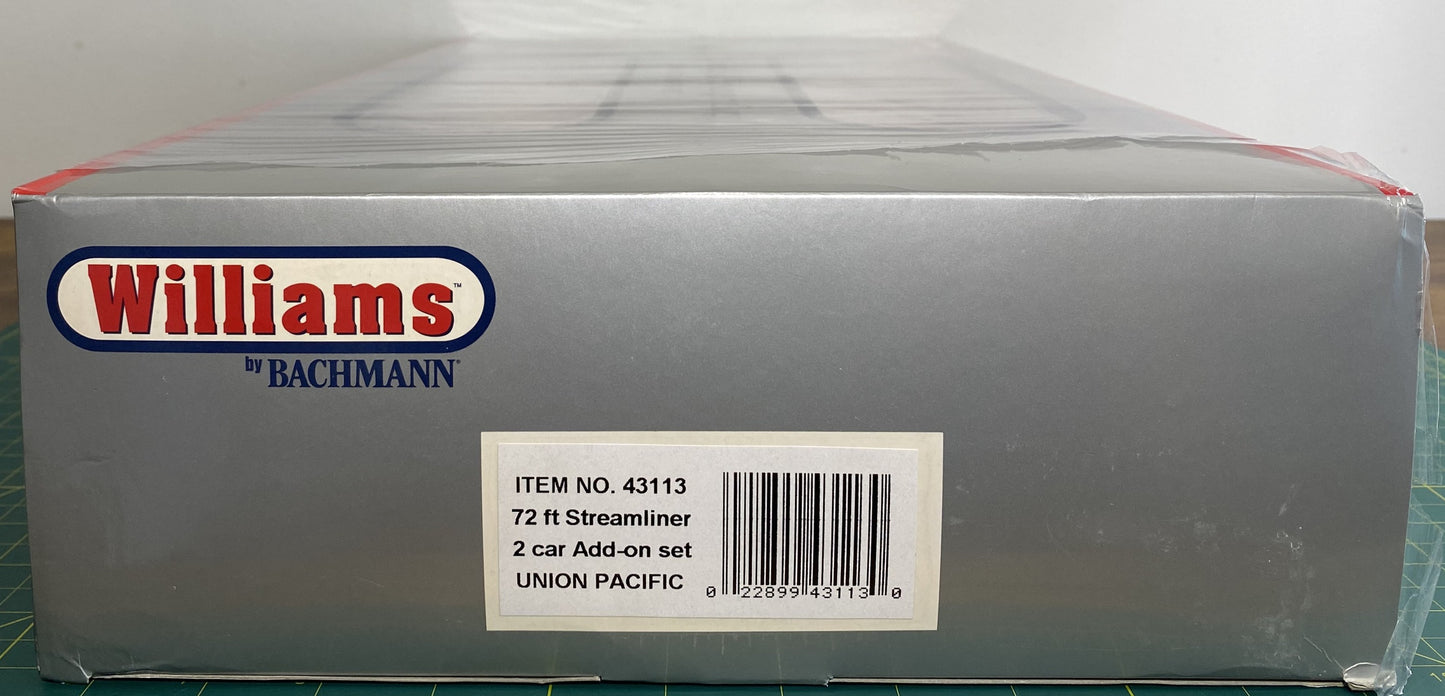 Williams™
by BACHMANN®
ITEM NO. 43113
72 ft Streamliner
2 car Add-on set
UNION PACIFIC
0 22899 43113 0